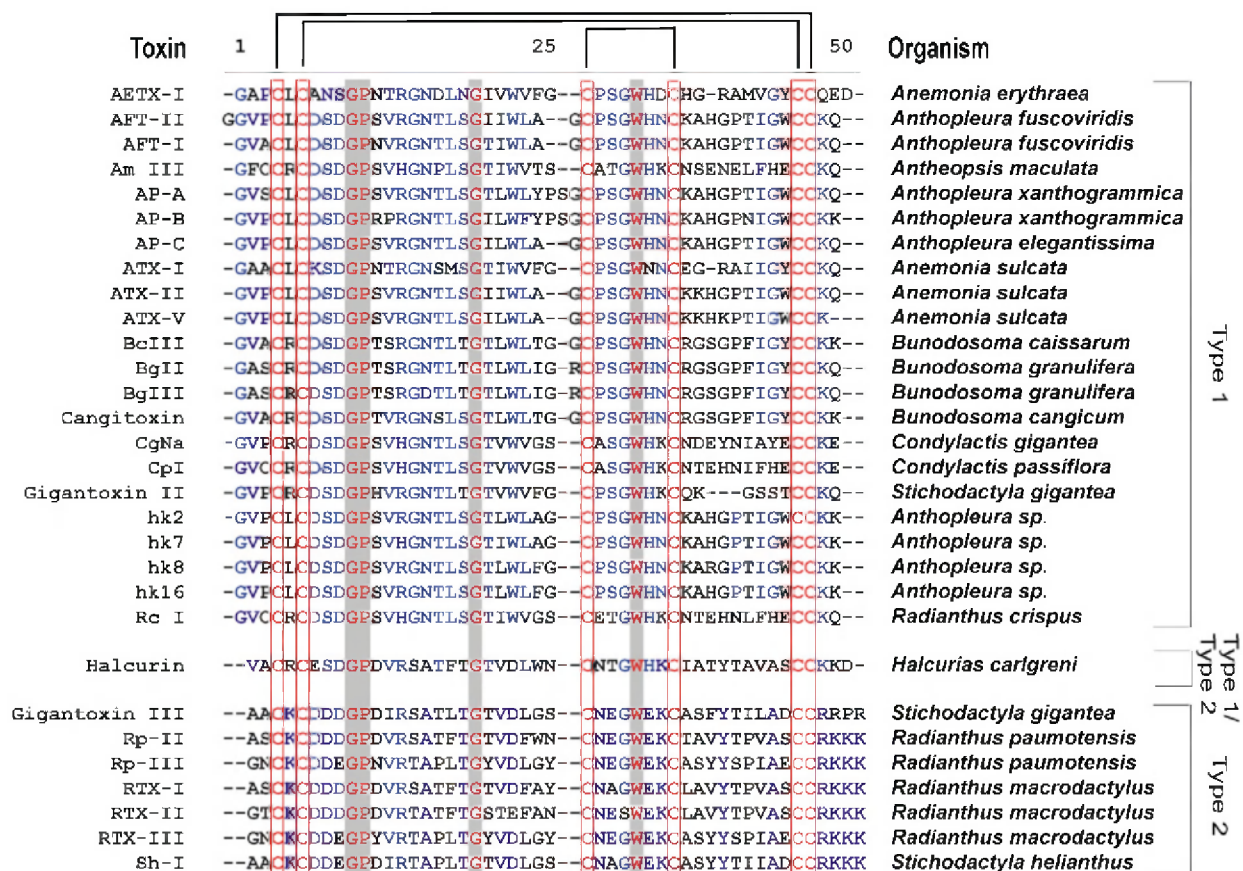 Toxin 1 25 50 Organism
AETX-I -GAPCLCANSGPNTRGNDLNGIVWVFG--CPSGWHDCHG-RAMVGYCCQED- Anemonia erythraea
AFT-II GGVPCLCDSDGPSVRGNTLSGIIWLA--GCPSGWHNCKAHGPTIGWCCKQ-- Anthopleura fuscoviridis
AFT-I -GVACLCDSDGPNVRGNTLSGIIWLA--GCPSGWHNCKAHGPTIGWCCKQ-- Anthopleura fuscoviridis
Am III -GFCCRCDSDGPSVHGNPLSGTIWVTS--CATGWHKCNSENELFHECCKQ-- Antheopsis maculata
AP-A -GVSCLCDSDGPSVRGNTLSGTLWLYPSGCPSGWHNCKAHGPTIGWCCKQ-- Anthopleura xanthogrammica
AP-B -GVPCLCDSDGPRPRGNTLSGILWFYPSGCPSGWHNCKAHGPNIGWCCKK-- Anthopleura xanthogrammica
AP-C -GVPCLCDSDGPSVRGNTLSGILWLA--GCPSGWHNCKAHGPTIGWCCKQ-- Anthopleura elegantissima
ATX-I -GAACLCKSDGPNTRGNSMSGTIWVFG--CPSGWNNCEG-RAIIGYCCKQ-- Anemonia sulcata
ATX-II -GVPCLCDSDGPSVRGNTLSGIIWLA--GCPSGWHNCKKHGPTIGWCCKQ-- Anemonia sulcata
ATX-V -GVPCLCDSDGPSVRGNTLSGIIWLA--GCPSGWHNCKKHKPTIGWCCKQ-- Anemonia sulcata
BcIII -GVACRCDSDGPTSRGNTLTGTLWLTG-GCPSGWHNCRGSGPFIGYCCKK-- Bunodosoma caissarum
BgII -GASCRCDSDGPTSRGNTLTGTLWLIG-RCPSGWHNCRGSGPFIGYCCKQ-- Bunodosoma granulifera
BgIII -GASCRCDSDGPTSRGDTLTGTLWLIG-RCPSGWHNCRGSGPFIGYCCKQ-- Bunodosoma granulifera
Cangitoxin -GVACRCDSDGPTVRGNSLSGTLWLTG-GCPSGWHNCRGSGPFIGYCCKK-- Bunodosoma cangicum
CgNa -GVPCRCDSDGPSVHGNTLSGTVWVGS--CASGWHKCNDEYNIAYECCKE-- Condylactis gigantea
CpI -GVCCRCDSDGPSVHGNTLSGTVWVGS--CASGWHKCNTEHNIFHECCKE-- Condylactis passiflora
Gigantoxin II -GVPCRCDSDGPHVRGNTLTGTVWVFG--CPSGWHKCQK---GSSTCCKQ-- Stichodactyla gigantea
hk2 -GVPCLCDSDGPSVRGNTLSGTLWLAG--CPSGWHNCKAHGPTIGWCCKK-- Anthopleura sp.
hk7 -GVPCLCDSDGPSVHGNTLSGTIWLAG--CPSGWHNCKAHGPTIGWCCKK-- Anthopleura sp.
hk8 -GVPCLCDSDGPSVRGNTLSGTLWLFG--CPSGWHNCKARGPTIGWCCKK-- Anthopleura sp.
hk16 -GVPCLCDSDGPSVRGNTLSGTIWLFG--CPSGWHNCKAHGPTIGWCCKK-- Anthopleura sp.
Rc I -GVCCRCDSDGPSVHGNTLSGTIWVGS--CETGWHKCNTEHNLFHECCKK-- Radianthus crispus
Type 1
Halcurin --VACRCESDGPDVRSATFTGTVDLWN--CNTGWHKCIATYTAVASCCKKD- Halcurias carlgreni
Type 1/
Type 2
Gigantoxin III --AACKCDDDGPDIRSATLTGTVDLGS--CNEGWEKCASFYTILADCCRRPR Stichodactyla gigantea
Rp-II --ASCKCDDDGPDVRSATLTGTVDFWN--CNEGWEKCTAVYTPVASCCRKKK Radianthus paumotensis
Rp-III --GNCKCDDEGPNVRTAPLTGYVDLGY--CNEGWEKCASYYSPIAECCRKKK Radianthus paumotensis
RTX-I --ASCKCDDDGPDVRSATLTGTVDFAY--CNAGWEKCLAVYTPVASCCRKKK Radianthus macrodactylus
RTX-II --GTCKCDDDGPDVRTATFTGSTEFAN--CNESWEKCLAVYTPVASCCRKKK Radianthus macrodactylus
RTX-III --GNCKCDDEGPYVRTAPLTGYVDLGY--CNEGWEKCASYYSPIAECCRKKK Radianthus macrodactylus
Sh-I --AACKCDDEGPDIRTAPLTGTVDLGS--CNAGWEKCASYYTIIADCCRKKK Stichodactyla helianthus
Type 2